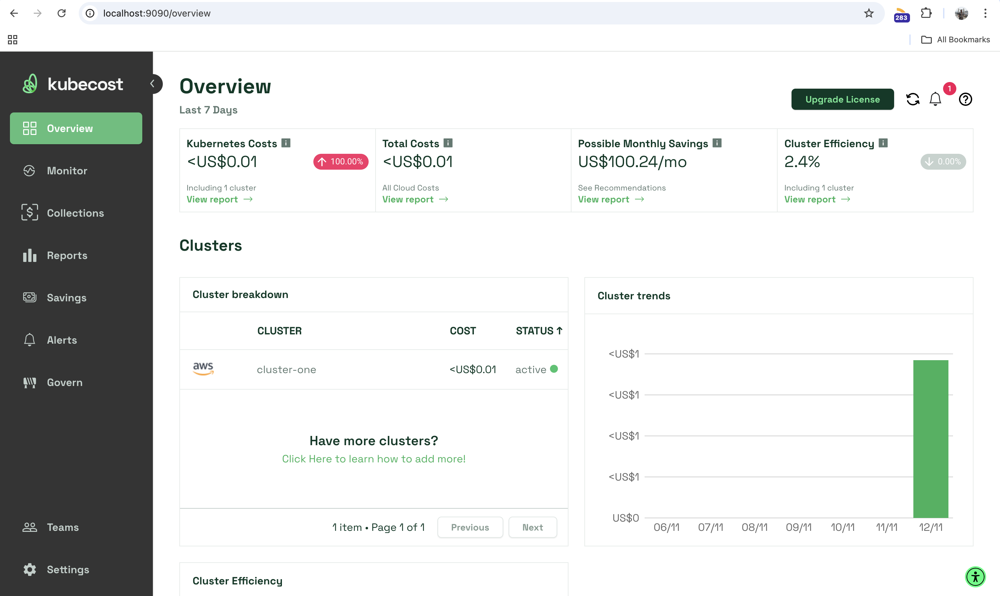 localhost:9090/overview
283
All Bookmarks
kubecost
Overview
Monitor
Collections
Reports
Savings
Alerts
Govern
Teams
Settings
Overview
Last 7 Days
Upgrade License
1
Kubernetes Costs
<US$0.01
100.00%
Including 1 cluster
View report
Total Costs
<US$0.01
All Cloud Costs
View report
Possible Monthly Savings
US$100.24/mo
See Recommendations
View report
Cluster Efficiency
2.4%
0.00%
Including 1 cluster
View report
Clusters
Cluster breakdown
CLUSTER COST STATUS ↑
aws cluster-one <US$0.01 active
Have more clusters?
Click Here to learn how to add more!
1 item • Page 1 of 1 Previous Next
Cluster trends
<US$1
<US$1
<US$1
<US$1
US$0
06/11 07/11 08/11 09/11 10/11 11/11 12/11
Cluster Efficiency